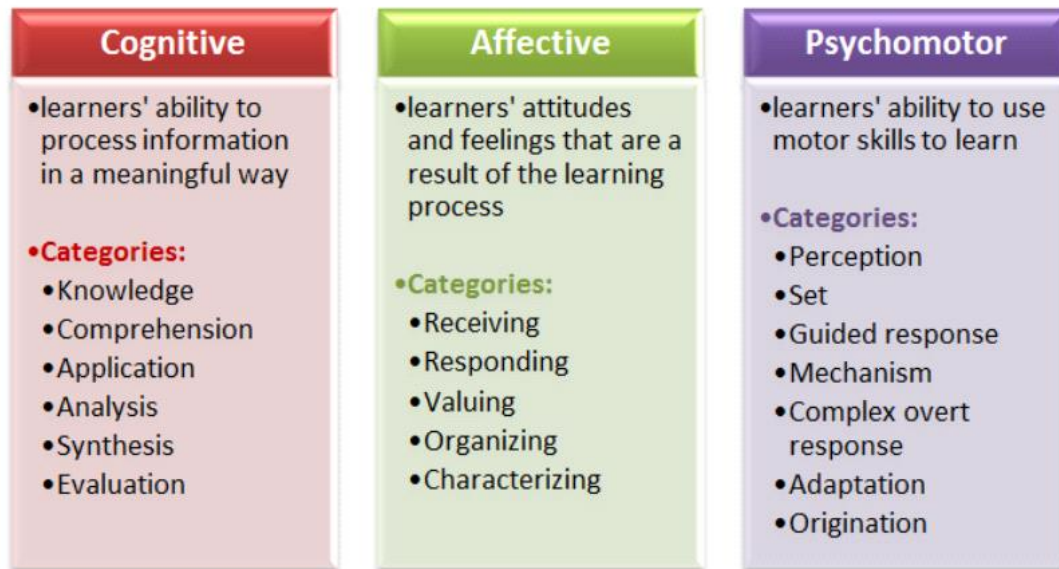 Cognitive
•learners' ability to
process information
in a meaningful way
•Categories:
•Knowledge
•Comprehension
•Application
•Analysis
•Synthesis
•Evaluation
Affective
•learners' attitudes
and feelings that are a
result of the learning
process
•Categories:
•Receiving
•Responding
•Valuing
•Organizing
•Characterizing
Psychomotor
•learners' ability to use
motor skills to learn
•Categories:
•Perception
•Set
•Guided response
•Mechanism
•Complex overt
response
•Adaptation
•Origination